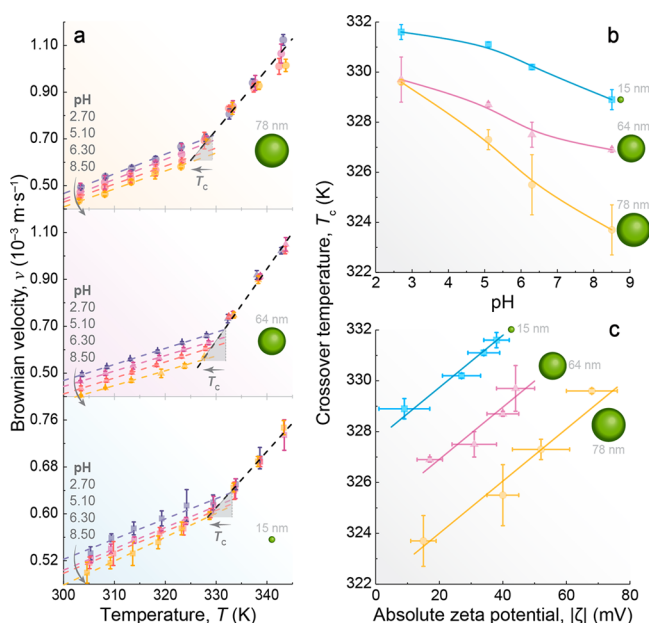 a
1.10
0.90
0.70
0.50
pH
2.70
5.10
6.30
8.50
78 nm
Tc
1.10
0.90
0.70
0.50
pH
2.70
5.10
6.30
8.50
64 nm
Tc
0.76
0.68
0.60
0.52
pH
2.70
5.10
6.30
8.50
15 nm
Tc
300 310 320 330 340
Temperature, T (K)
Brownian velocity, ν (10⁻³ m·s⁻¹)
b
332
330
328
326
324
322
15 nm
64 nm
78 nm
2 3 4 5 6 7 8 9
pH
Crossover temperature, Tc (K)
c
332
330
328
326
324
322
15 nm
64 nm
78 nm
0 20 40 60 80
Absolute zeta potential, |ζ| (mV)